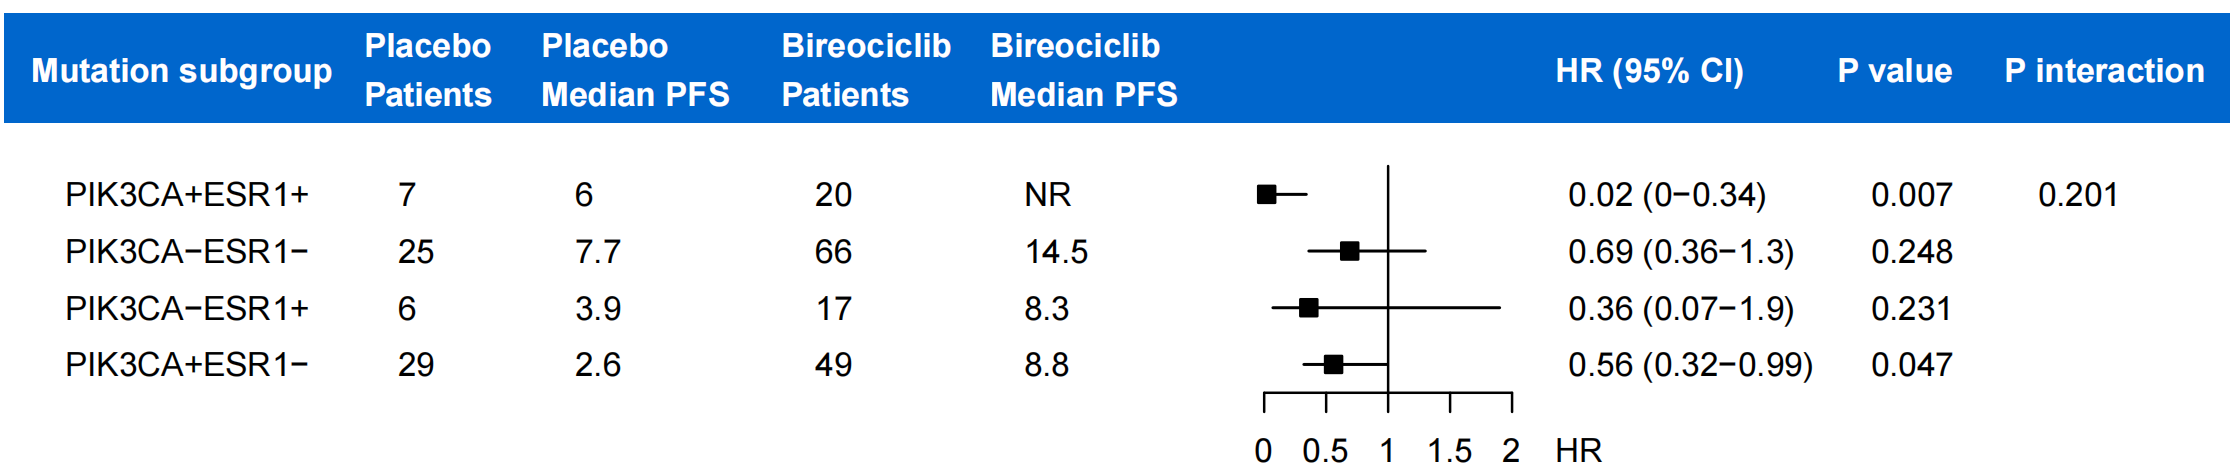 Mutation subgroup Placebo Patients Placebo Median PFS Bireociclib Patients Bireociclib Median PFS HR (95% CI) P value P interaction
PIK3CA+ESR1+ 7 6 20 NR 0.02 (0−0.34) 0.007 0.201
PIK3CA−ESR1− 25 7.7 66 14.5 0.69 (0.36−1.3) 0.248
PIK3CA−ESR1+ 6 3.9 17 8.3 0.36 (0.07−1.9) 0.231
PIK3CA+ESR1− 29 2.6 49 8.8 0.56 (0.32−0.99) 0.047
0 0.5 1 1.5 2 HR